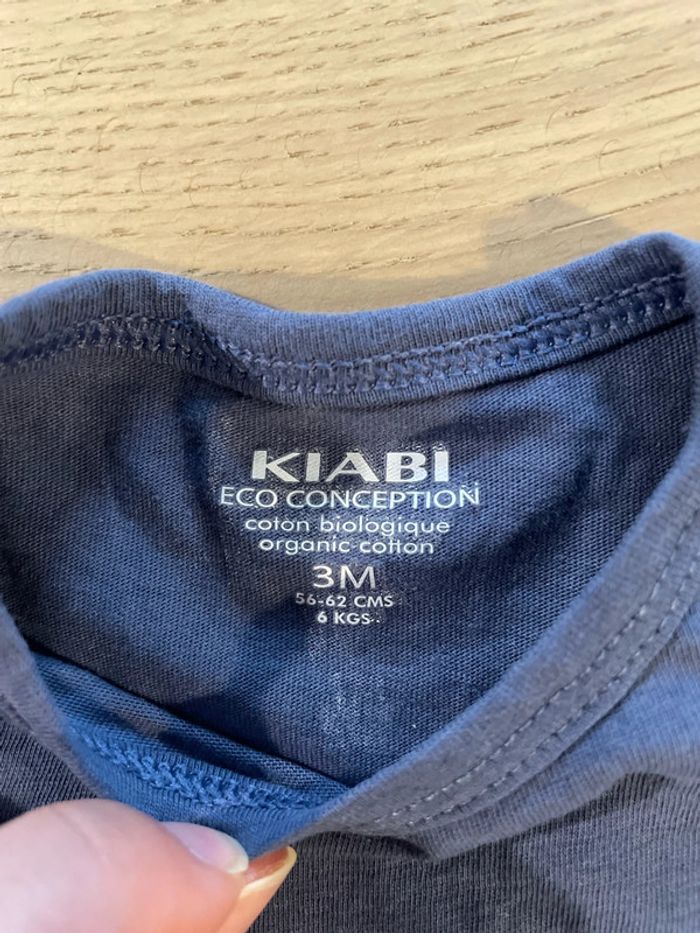 KIABI
ECO CONCEPTION
coton biologique
organic cotton
3M
56-62 CMS
6 KGS